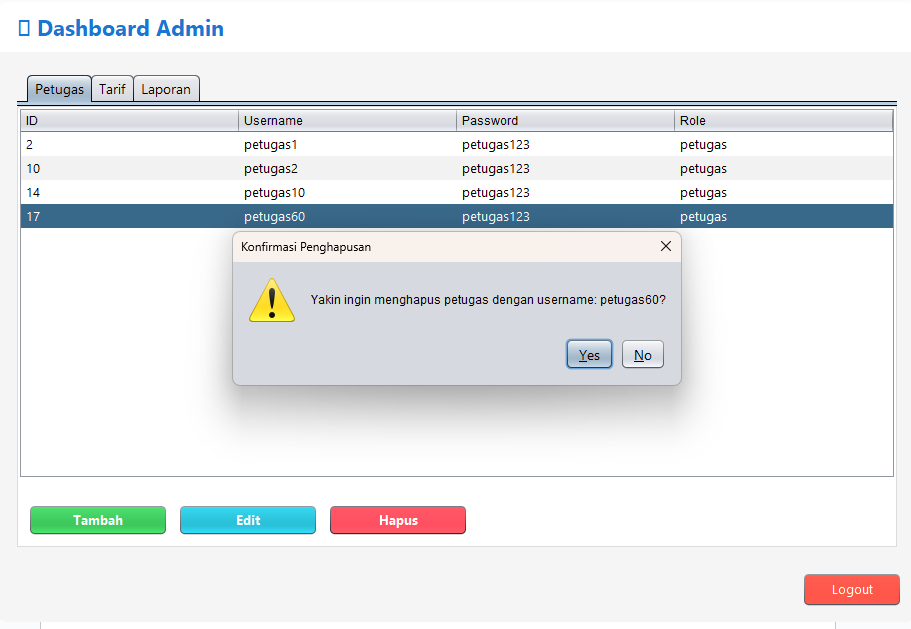 Dashboard Admin
Petugas Tarif Laporan
ID Username Password Role
2 petugas1 petugas123 petugas
10 petugas2 petugas123 petugas
14 petugas10 petugas123 petugas
17 petugas60 petugas123 petugas
Konfirmasi Penghapusan
Yakin ingin menghapus petugas dengan username: petugas60?
Yes No
Tambah Edit Hapus
Logout